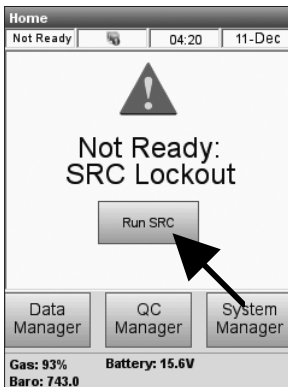 Home
Not Ready 04:20 11-Dec
Not Ready:
SRC Lockout
Run SRC
Data Manager QC Manager System Manager
Gas: 93% Battery: 15.6V
Baro: 743.0